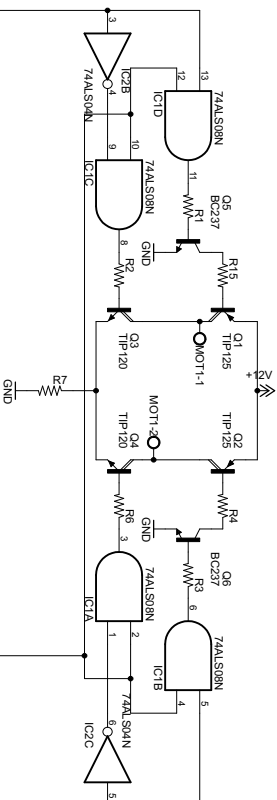 3
IC2B
74ALS04N
4
12
13
IC1D
74ALS08N
11
9
10
IC1C
74ALS08N
8
R1
Q5
BC237
GND
R2
R15
Q3
TIP120
Q1
TIP125
MOT1-1
+12V
R7
GND
MOT1-2
Q4
TIP120
Q2
TIP125
R6
R4
GND
Q6
BC237
R3
3
IC1A
74ALS08N
1
2
6
IC1B
74ALS08N
4
5
74ALS04N
6
IC2C
5